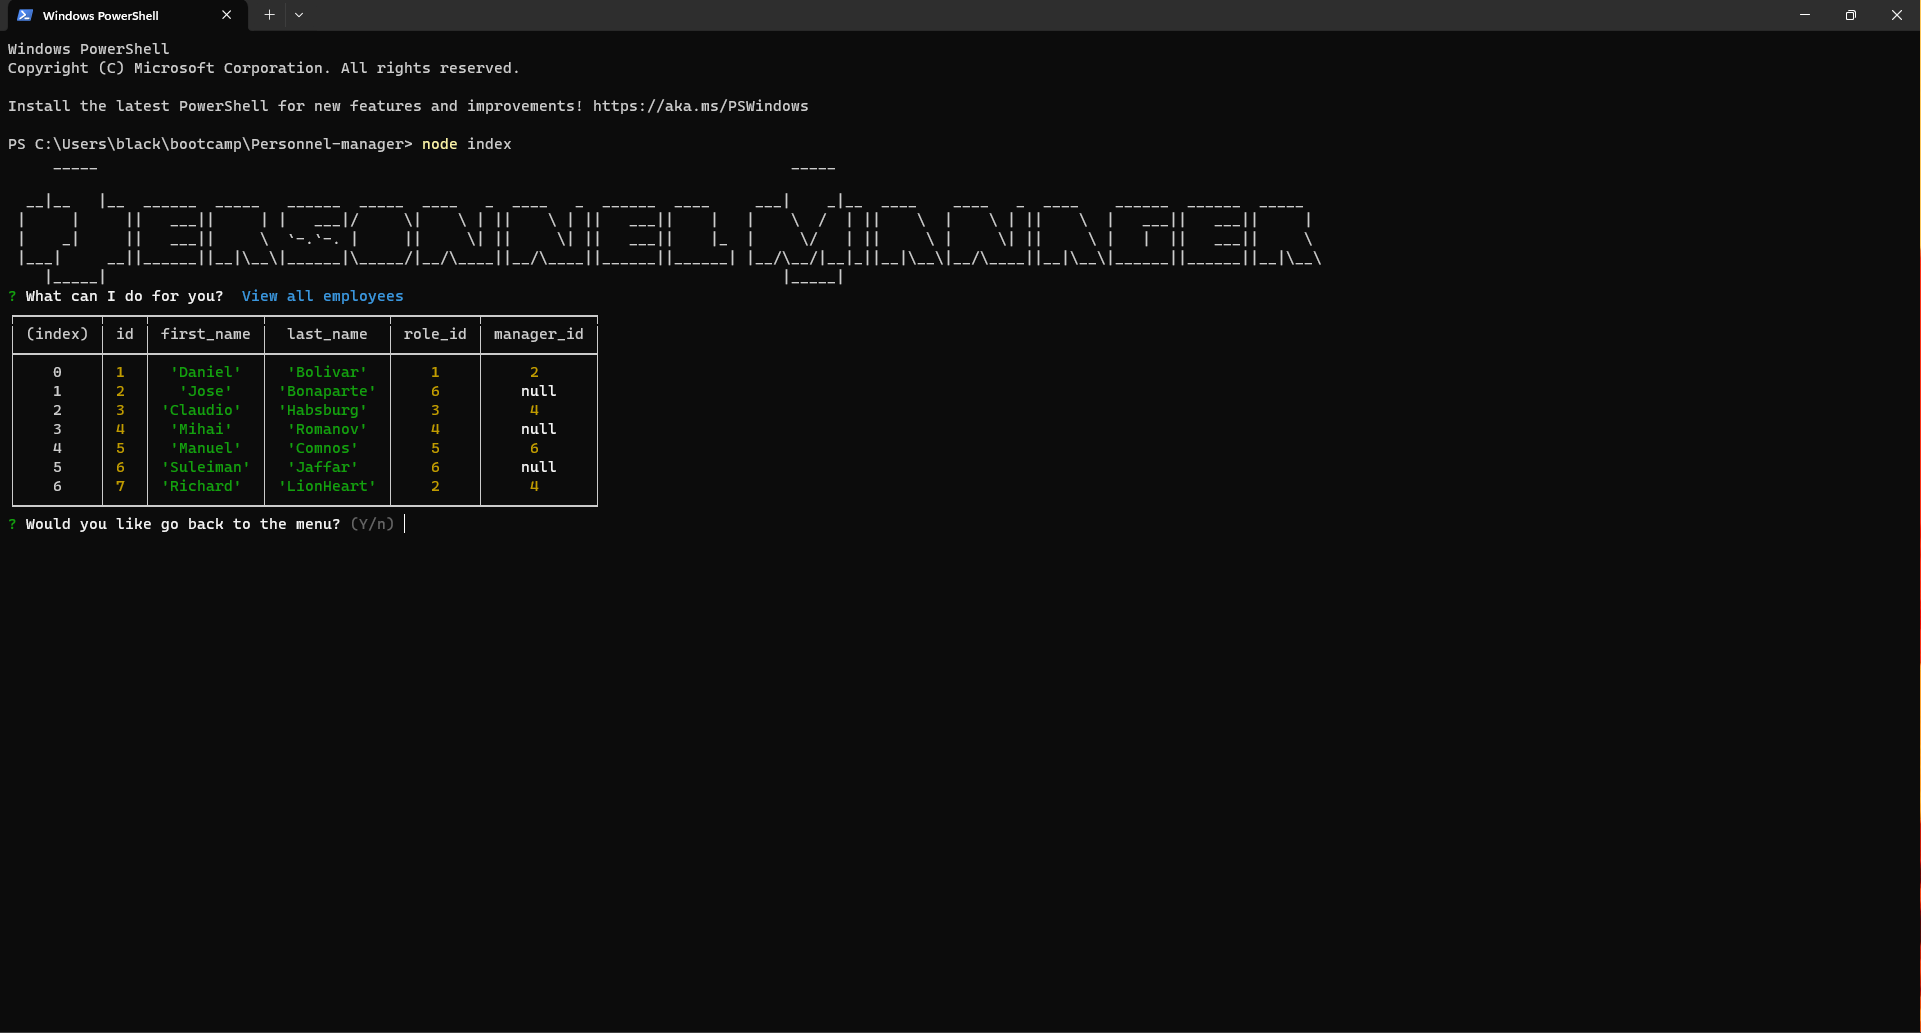 Windows PowerShell
Windows PowerShell
Copyright (C) Microsoft Corporation. All rights reserved.
Install the latest PowerShell for new features and improvements! https://aka.ms/PSWindows
PS C:\Users\black\bootcamp\Personnel-manager> node index
PERSONNEL MANAGER
? What can I do for you?  View all employees
(index) id first_name last_name role_id manager_id
0 1 'Daniel' 'Bolivar' 1 2
1 2 'Jose' 'Bonaparte' 6 null
2 3 'Claudio' 'Habsburg' 3 4
3 4 'Mihai' 'Romanov' 4 null
4 5 'Manuel' 'Comnos' 5 6
5 6 'Suleiman' 'Jaffar' 6 null
6 7 'Richard' 'LionHeart' 2 4
? Would you like go back to the menu? (Y/n)